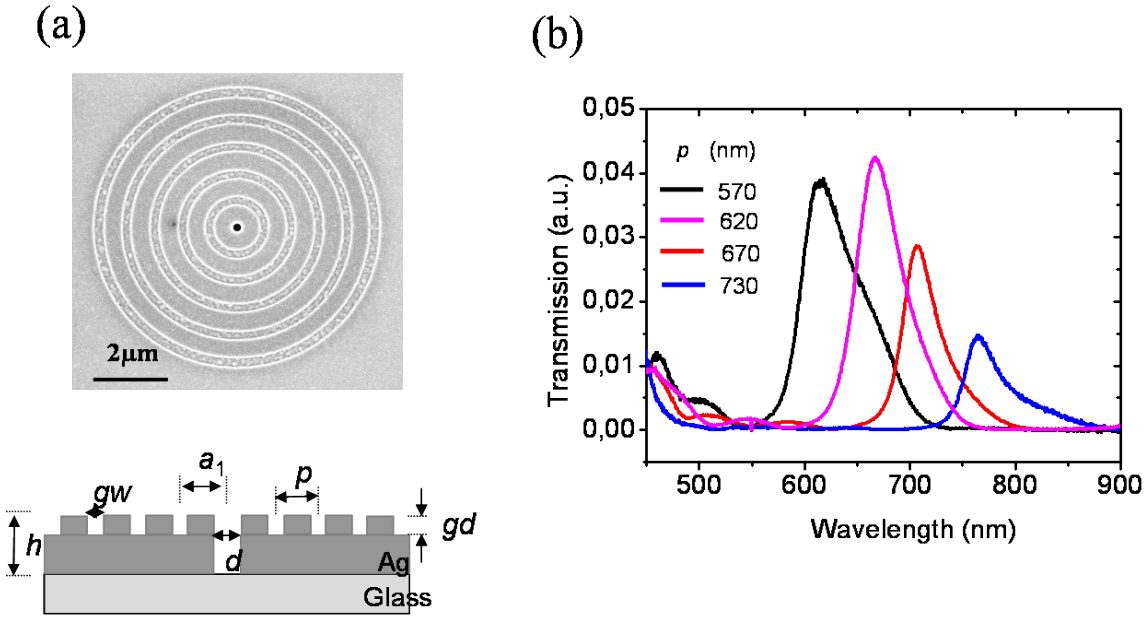 (a)
2μm
a1
gw
p
h
d
gd
Ag
Glass
(b)
0,05
0,04
0,03
0,02
0,01
0,00
Transmission (a.u.)
p (nm)
570
620
670
730
500 600 700 800 900
Wavelength (nm)